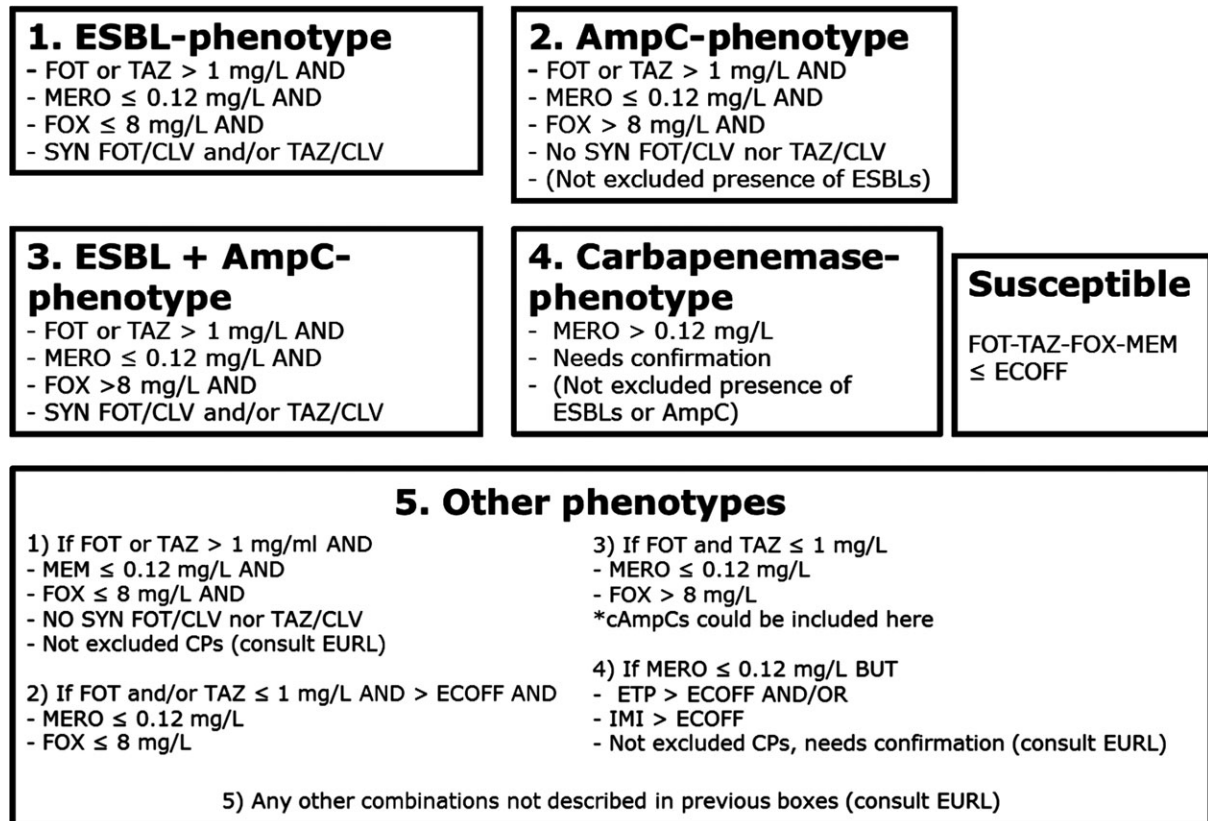 1. ESBL-phenotype
- FOT or TAZ > 1 mg/L AND
- MERO ≤ 0.12 mg/L AND
- FOX ≤ 8 mg/L AND
- SYN FOT/CLV and/or TAZ/CLV
2. AmpC-phenotype
- FOT or TAZ > 1 mg/L AND
- MERO ≤ 0.12 mg/L AND
- FOX > 8 mg/L AND
- No SYN FOT/CLV nor TAZ/CLV
- (Not excluded presence of ESBLs)
3. ESBL + AmpC-
phenotype
- FOT or TAZ > 1 mg/L AND
- MERO ≤ 0.12 mg/L AND
- FOX >8 mg/L AND
- SYN FOT/CLV and/or TAZ/CLV
4. Carbapenemase-
phenotype
- MERO > 0.12 mg/L
- Needs confirmation
- (Not excluded presence of
ESBLs or AmpC)
Susceptible
FOT-TAZ-FOX-MEM
≤ ECOFF
5. Other phenotypes
1) If FOT or TAZ > 1 mg/ml AND
- MEM ≤ 0.12 mg/L AND
- FOX ≤ 8 mg/L AND
- NO SYN FOT/CLV nor TAZ/CLV
- Not excluded CPs (consult EURL)
2) If FOT and/or TAZ ≤ 1 mg/L AND > ECOFF AND
- MERO ≤ 0.12 mg/L
- FOX ≤ 8 mg/L
3) If FOT and TAZ ≤ 1 mg/L
- MERO ≤ 0.12 mg/L
- FOX > 8 mg/L
*cAmpCs could be included here
4) If MERO ≤ 0.12 mg/L BUT
- ETP > ECOFF AND/OR
- IMI > ECOFF
- Not excluded CPs, needs confirmation (consult EURL)
5) Any other combinations not described in previous boxes (consult EURL)